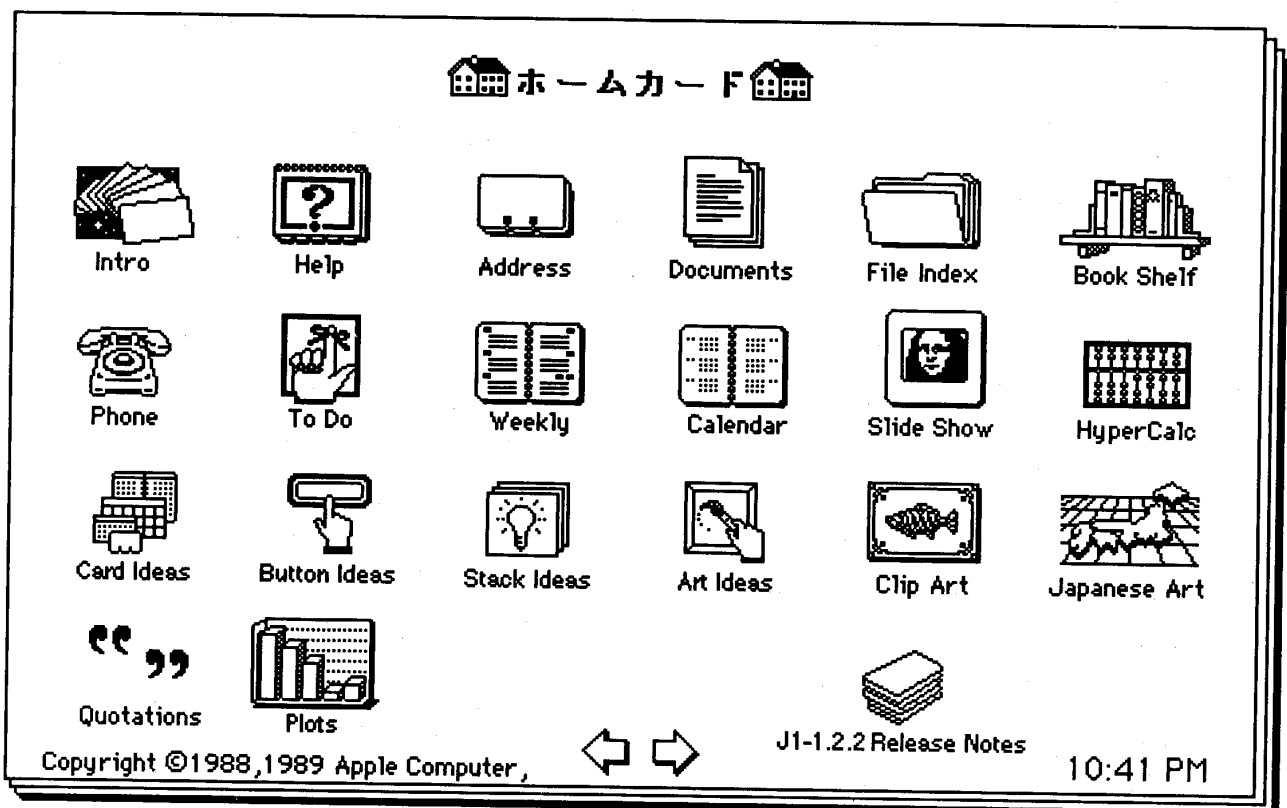 ホームカード
Intro Help Address Documents File Index Book Shelf
Phone To Do Weekly Calendar Slide Show HyperCalc
Card Ideas Button Ideas Stack Ideas Art Ideas Clip Art Japanese Art
Quotations Plots J1-1.2.2 Release Notes
Copyright ©1988,1989 Apple Computer, 10:41 PM